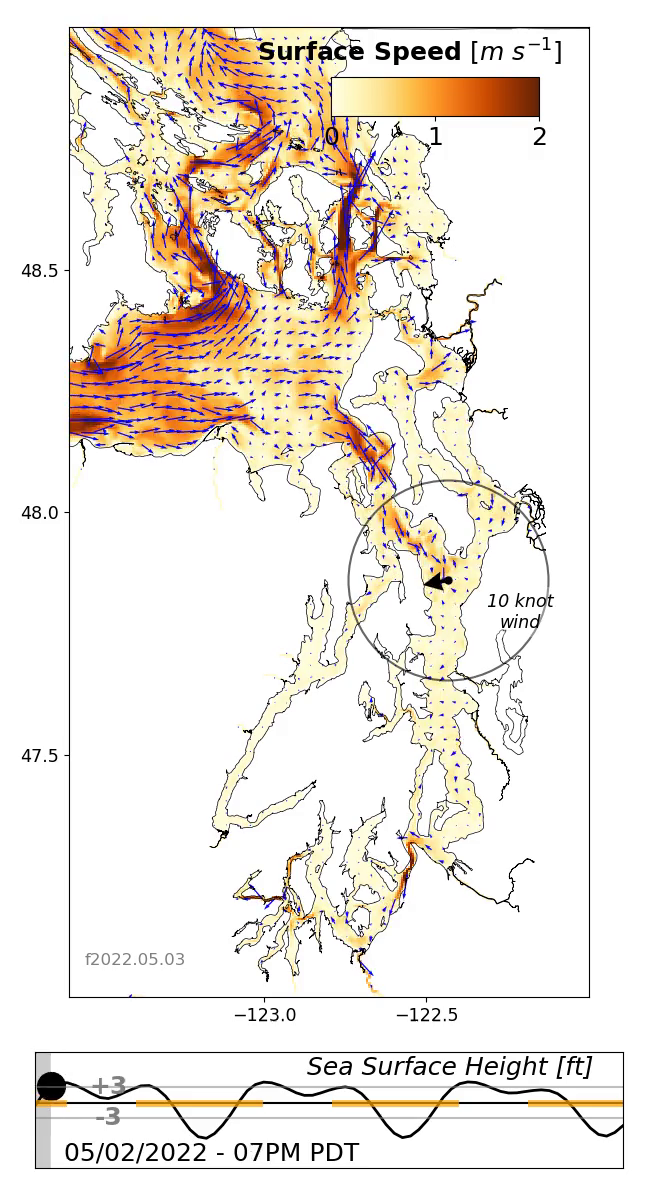 Surface Speed [m s⁻¹]
0 1 2
48.5
48.0
10 knot
wind
47.5
f2022.05.03
−123.0 −122.5
Sea Surface Height [ft]
+3
-3
05/02/2022 - 07PM PDT